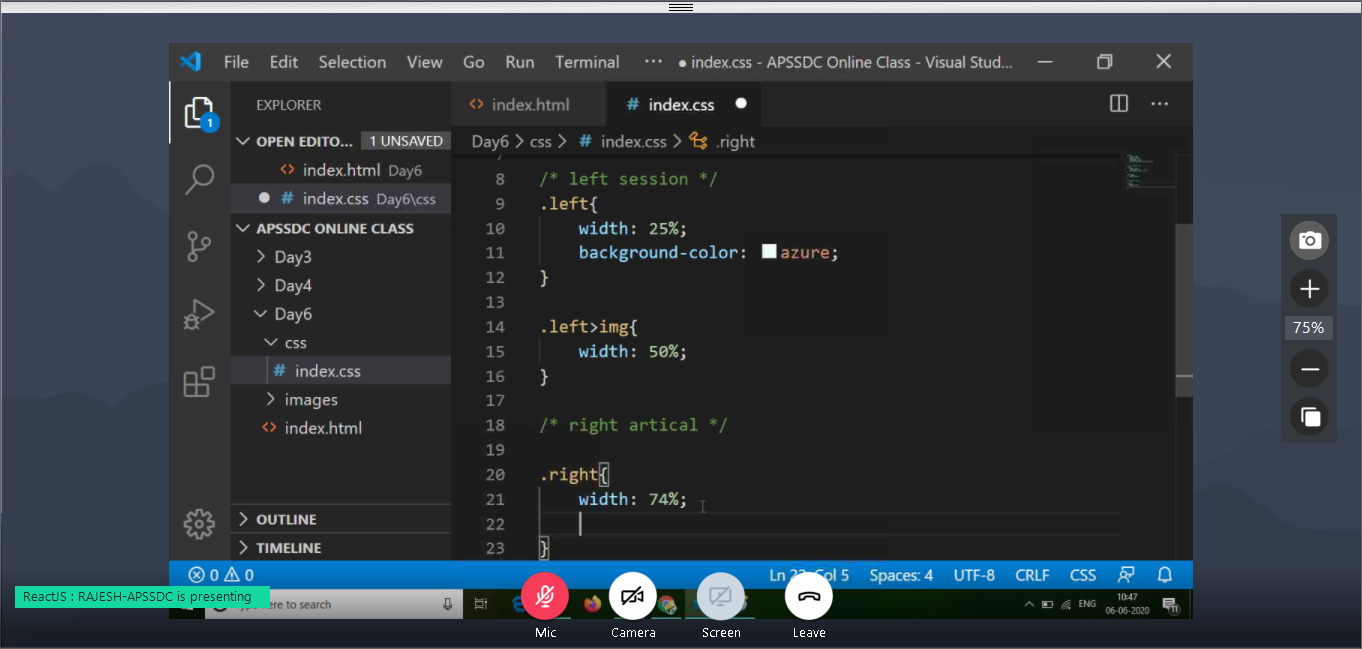 File Edit Selection View Go Run Terminal ··· ● index.css - APSSDC Online Class - Visual Stud...
EXPLORER
index.html
# index.css
1
OPEN EDITO... 1 UNSAVED
index.html Day6
# index.css Day6\css
APSSDC ONLINE CLASS
Day3
Day4
Day6
css
# index.css
images
index.html
OUTLINE
TIMELINE
Day6 > css > # index.css > .right
8 /* left session */
9 .left{
10 width: 25%;
11 background-color: azure;
12 }
13
14 .left>img{
15 width: 50%;
16 }
17
18 /* right artical */
19
20 .right{
21 width: 74%;
22
23 }
75%
0 0
Col 5 Spaces: 4 UTF-8 CRLF CSS
ReactJS : RAJESH-APSSDC is presenting
ere to search
ENG
10:47
06-06-2020
11
Mic Camera Screen Leave